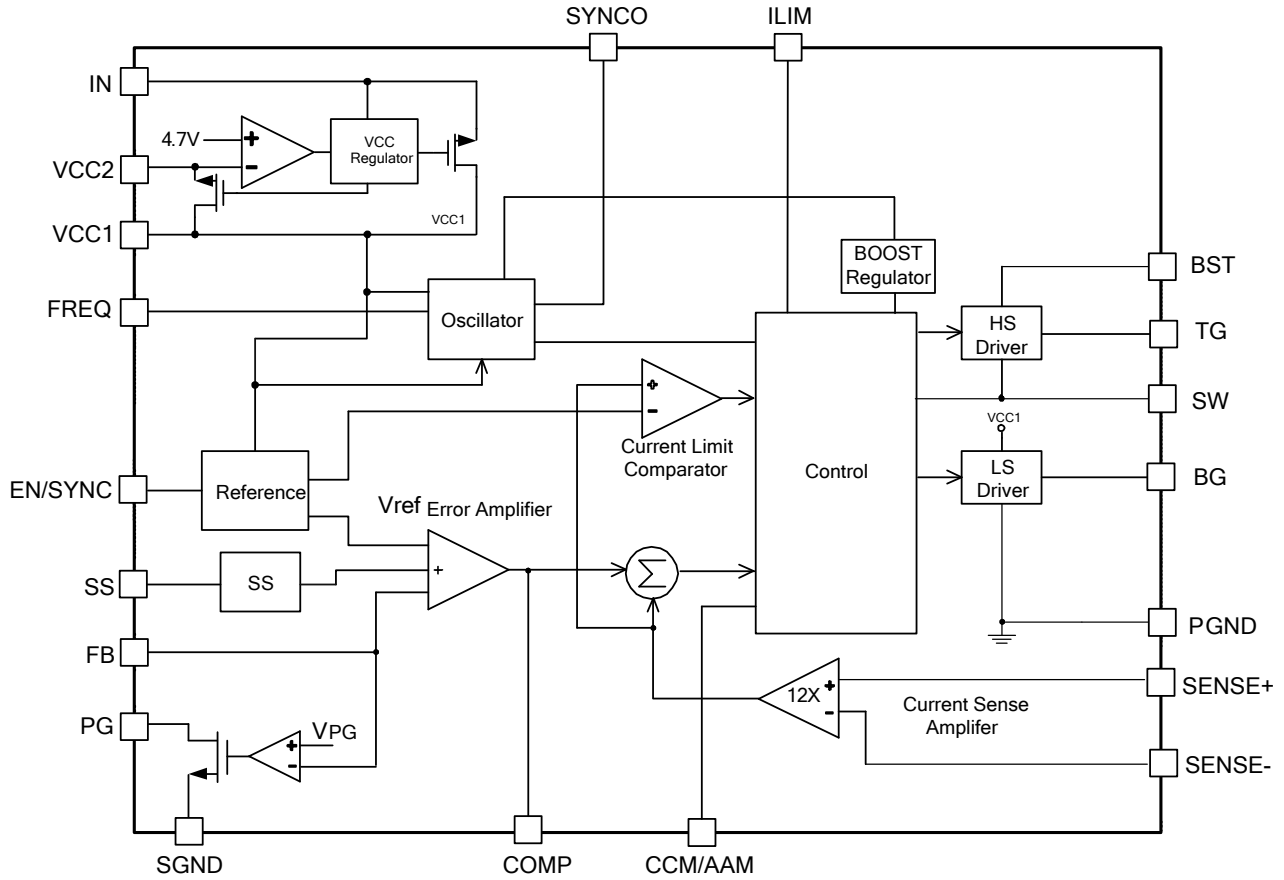 SYNCO
ILIM
IN
4.7V
+
-
VCC
Regulator
VCC2
VCC1
VCC1
BOOST
Regulator
BST
FREQ
Oscillator
HS
Driver
TG
+
-
SW
VCC1
Current Limit
Comparator
Control
LS
Driver
BG
EN/SYNC
Reference
Vref Error Amplifier
SS
SS
+
Σ
FB
PGND
12X
+
-
Current Sense
Amplifer
SENSE+
PG
VPG
+
-
SENSE-
SGND
COMP
CCM/AAM